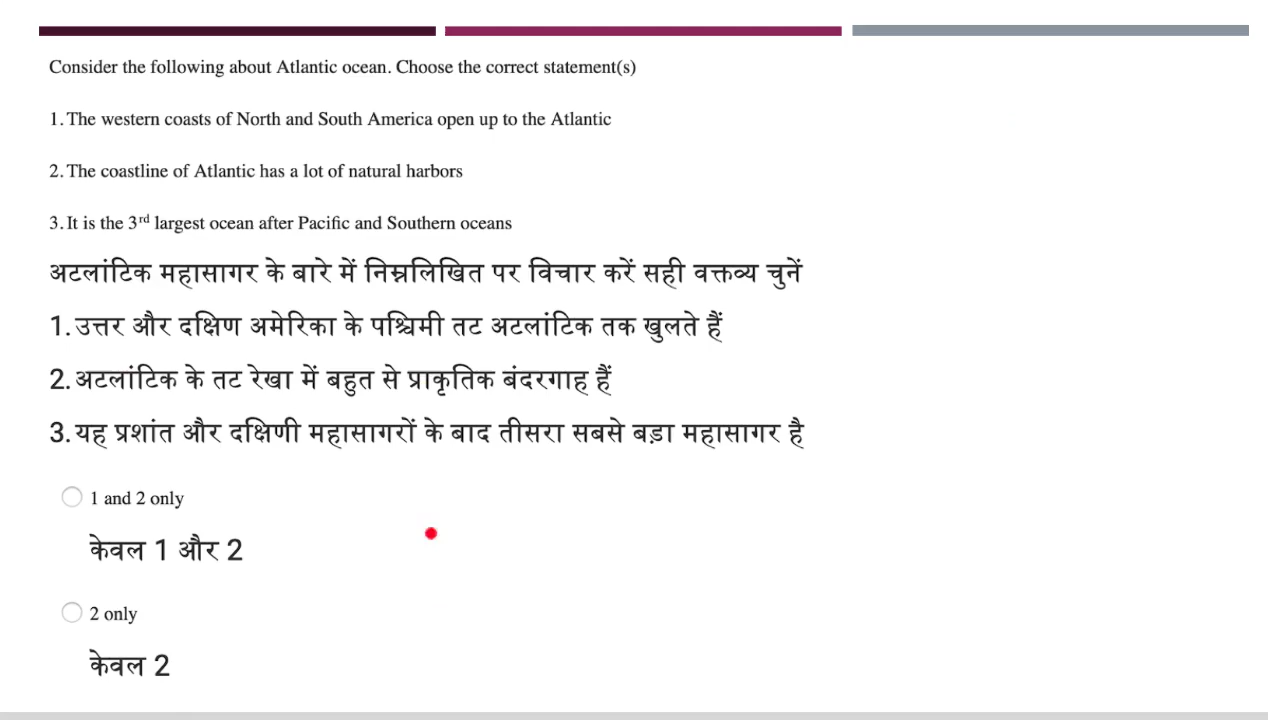 Consider the following about Atlantic ocean. Choose the correct statement(s)
1. The western coasts of North and South America open up to the Atlantic
2. The coastline of Atlantic has a lot of natural harbors
3. It is the 3rd largest ocean after Pacific and Southern oceans
अटलांटिक महासागर के बारे में निम्नलिखित पर विचार करें सही वक्तव्य चुनें
1. उत्तर और दक्षिण अमेरिका के पश्चिमी तट अटलांटिक तक खुलते हैं
2. अटलांटिक के तट रेखा में बहुत से प्राकृतिक बंदरगाह हैं
3. यह प्रशांत और दक्षिणी महासागरों के बाद तीसरा सबसे बड़ा महासागर है
1 and 2 only
केवल 1 और 2
2 only
केवल 2